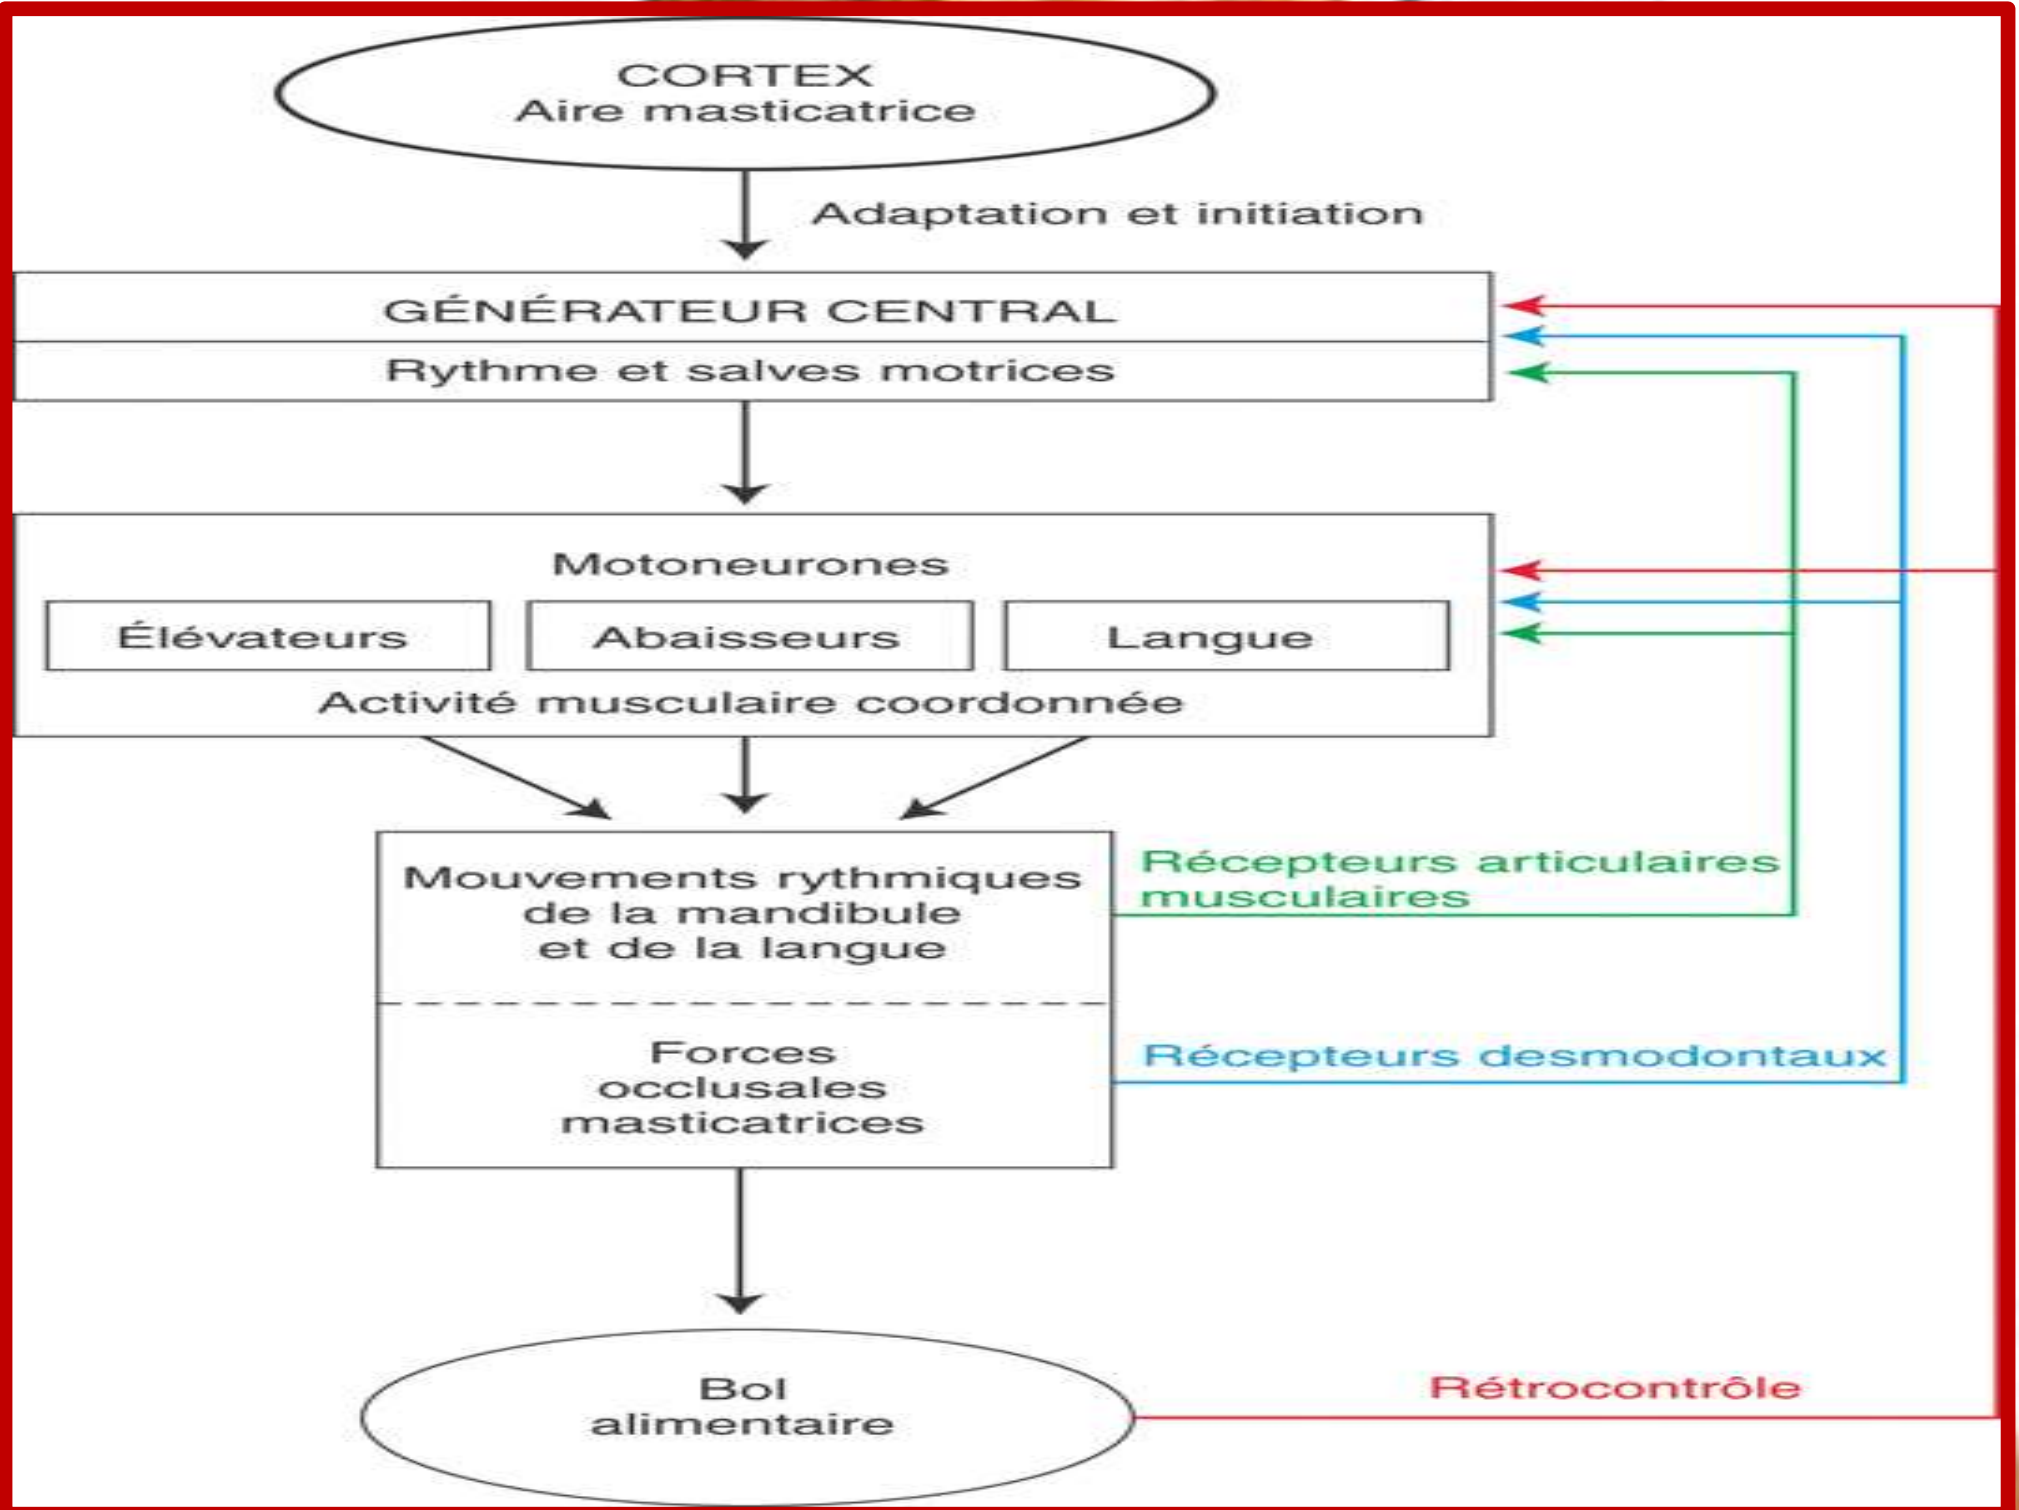 CORTEX
Aire masticatrice
Adaptation et initiation
GÉNÉRATEUR CENTRAL
Rythme et salves motrices
Motoneurones
Élévateurs
Abaisseurs
Langue
Activité musculaire coordonnée
Mouvements rythmiques
de la mandibule
et de la langue
Récepteurs articulaires
musculaires
Forces
occlusales
masticatrices
Récepteurs desmodontaux
Bol
alimentaire
Rétrocontrôle